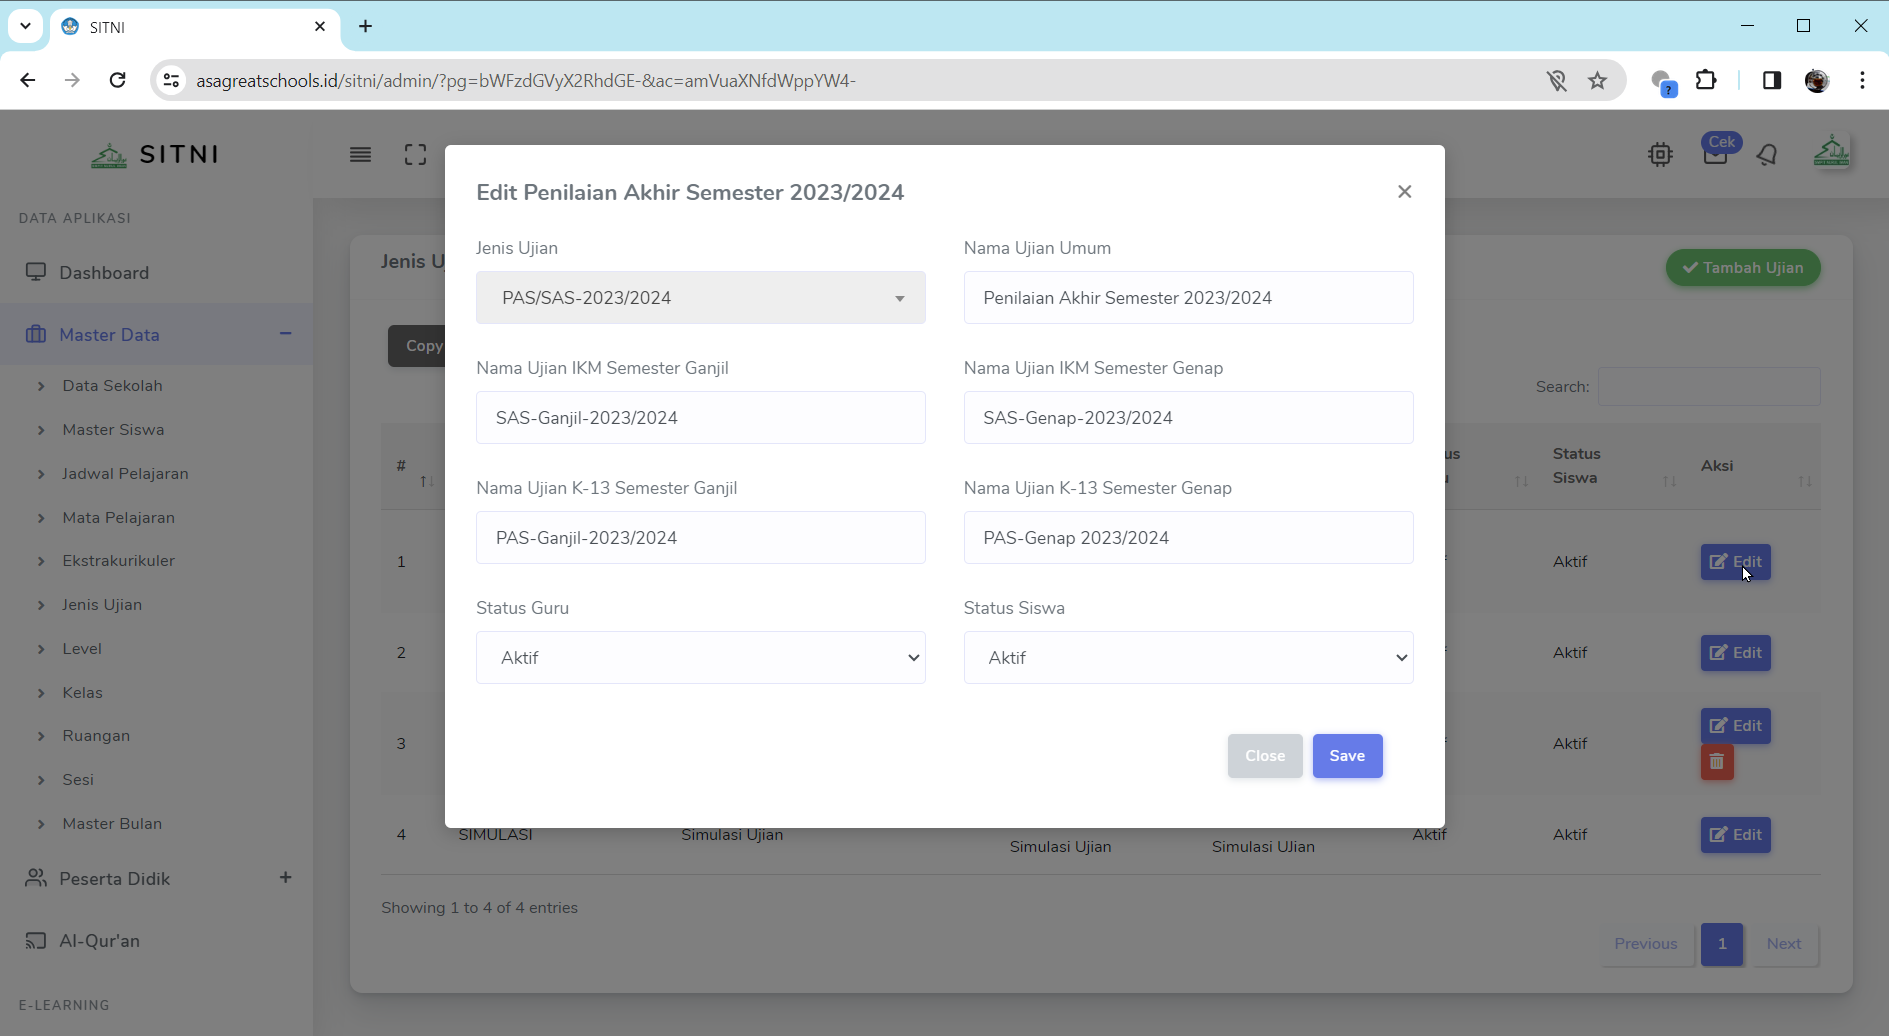 SITNI
asagreatschools.id/sitni/admin/?pg=bWFzdGVyX2RhdGE-&ac=amVuaXNfdWppYW4-
?
SITNI
Cek
DATA APLIKASI
Dashboard
Master Data
Data Sekolah
Master Siswa
Jadwal Pelajaran
Mata Pelajaran
Ekstrakurikuler
Jenis Ujian
Level
Kelas
Ruangan
Sesi
Master Bulan
Peserta Didik
Al-Qur'an
E-LEARNING
Jenis U
Tambah Ujian
Copy
Search:
# Status Siswa Aksi
1 Aktif Edit
2 Aktif Edit
3 Aktif Edit
4 SIMULASI Simulasi Ujian Simulasi Ujian Simulasi UJian Aktif Aktif Edit
Showing 1 to 4 of 4 entries
Previous 1 Next
Edit Penilaian Akhir Semester 2023/2024
Jenis Ujian Nama Ujian Umum
PAS/SAS-2023/2024 Penilaian Akhir Semester 2023/2024
Nama Ujian IKM Semester Ganjil Nama Ujian IKM Semester Genap
SAS-Ganjil-2023/2024 SAS-Genap-2023/2024
Nama Ujian K-13 Semester Ganjil Nama Ujian K-13 Semester Genap
PAS-Ganjil-2023/2024 PAS-Genap 2023/2024
Status Guru Status Siswa
Aktif Aktif
Close Save